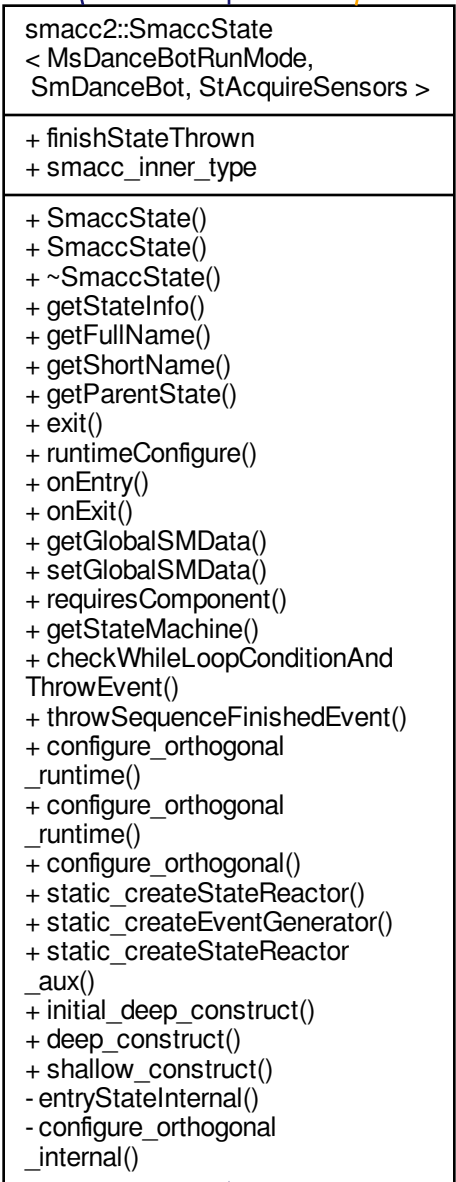 smacc2::SmaccState
< MsDanceBotRunMode,
SmDanceBot, StAcquireSensors >
+ finishStateThrown
+ smacc_inner_type
+ SmaccState()
+ SmaccState()
+ ~SmaccState()
+ getStateInfo()
+ getFullName()
+ getShortName()
+ getParentState()
+ exit()
+ runtimeConfigure()
+ onEntry()
+ onExit()
+ getGlobalSMData()
+ setGlobalSMData()
+ requiresComponent()
+ getStateMachine()
+ checkWhileLoopConditionAnd
ThrowEvent()
+ throwSequenceFinishedEvent()
+ configure_orthogonal
_runtime()
+ configure_orthogonal
_runtime()
+ configure_orthogonal()
+ static_createStateReactor()
+ static_createEventGenerator()
+ static_createStateReactor
_aux()
+ initial_deep_construct()
+ deep_construct()
+ shallow_construct()
- entryStateInternal()
- configure_orthogonal
_internal()